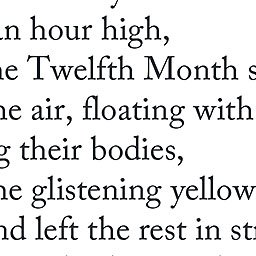 an hour high,
he Twelfth Month s
he air, floating with
g their bodies,
he glistening yellow
nd left the rest in str